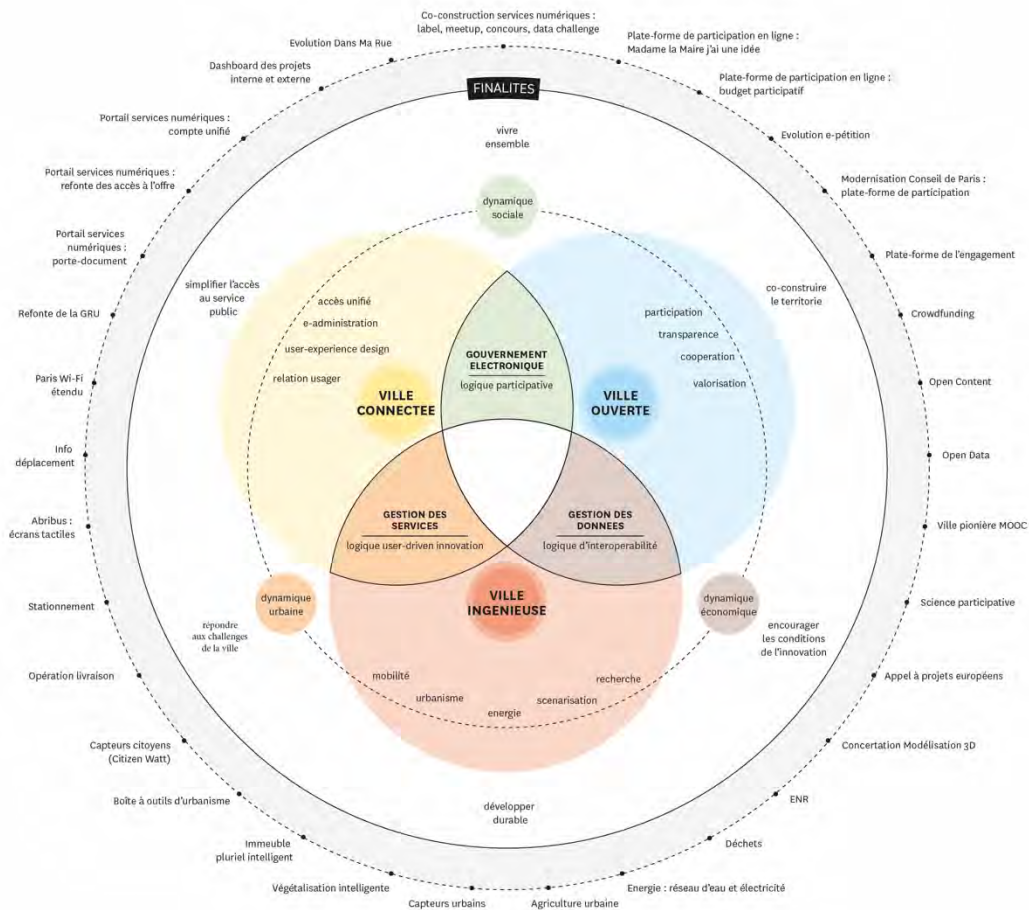 Co-construction services numériques :
label, meetup, concours, data challenge
Plate-forme de participation en ligne :
Madame la Maire j'ai une idée
Plate-forme de participation en ligne :
budget participatif
Evolution e-pétition
Modernisation Conseil de Paris :
plate-forme de participation
Plate-forme de l'engagement
Crowdfunding
Open Content
Open Data
Ville pionière MOOC
Science participative
Appel à projets européens
Concertation Modélisation 3D
ENR
Déchets
Energie : réseau d'eau et électricité
Agriculture urbaine
Capteurs urbains
Végétalisation intelligente
Immeuble
pluriel intelligent
Boîte à outils d'urbanisme
Capteurs citoyens
(Citizen Watt)
Opération livraison
Stationnement
Abribus :
écrans tactiles
Info
déplacement
Paris Wi-Fi
étendu
Refonte de la GRU
Portail services
numériques :
porte-document
Portail services numériques :
refonte des accès à l'offre
Portail services numériques :
compte unifié
Dashboard des projets
interne et externe
Evolution Dans Ma Rue
FINALITES
vivre
ensemble
dynamique
sociale
simplifier l'accès
au service
public
accès unifié
e-administration
user-experience design
relation usager
VILLE
CONNECTEE
GOUVERNEMENT
ELECTRONIQUE
logique participative
co-construire
le territorie
participation
transparence
cooperation
valorisation
VILLE
OUVERTE
GESTION DES
SERVICES
logique user-driven innovation
GESTION DES
DONNEES
logique d'interoperabilité
VILLE
INGENIEUSE
dynamique
urbaine
répondre
aux challenges
de la ville
dynamique
économique
encourager
les conditions
de l'innovation
mobilité
urbanisme
energie
scenarisation
recherche
développer
durable